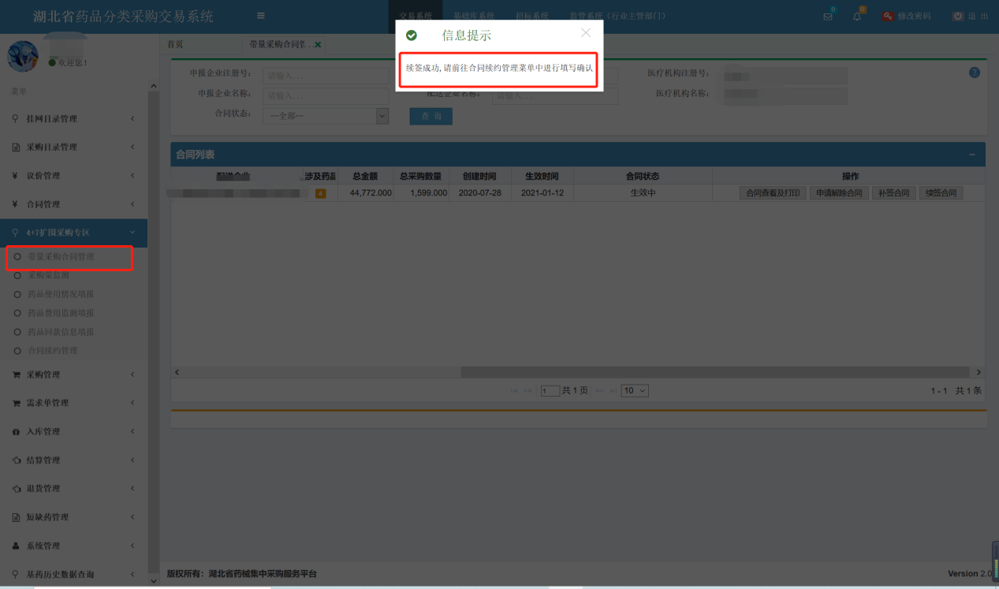 湖北省药品分类采购交易系统
交易系统 基础库系统 招标系统 监管系统（行业主管部门）
0 0 修改密码 退 出
欢迎您！
菜单
挂网目录管理
采购目录管理
议价管理
合同管理
4+7扩围采购专区
带量采购合同管理
采购量监测
药品使用情况填报
药品费用监测填报
药品回款信息填报
合同续约管理
采购管理
需求单管理
入库管理
结算管理
退货管理
短缺药管理
系统管理
基药历史数据查询
首页 带量采购合同管..
信息提示
续签成功,请前往合同续约管理菜单中进行填写确认
申报企业注册号： 请输入... 医疗机构注册号：
申报企业名称： 请输入... 配送企业名称： 请输入... 医疗机构名称：
合同状态： —全部— 查 询
合同列表
配送企业 涉及药品 总金额 总采购数量 创建时间 生效时间 合同状态 操作
4 44,772.000 1,599.000 2020-07-28 2021-01-12 生效中 合同查看及打印 申请解除合同 补签合同 续签合同
1 共 1 页 10 1 - 1 共 1 条
版权所有：湖北省药械集中采购服务平台 Version 2.0